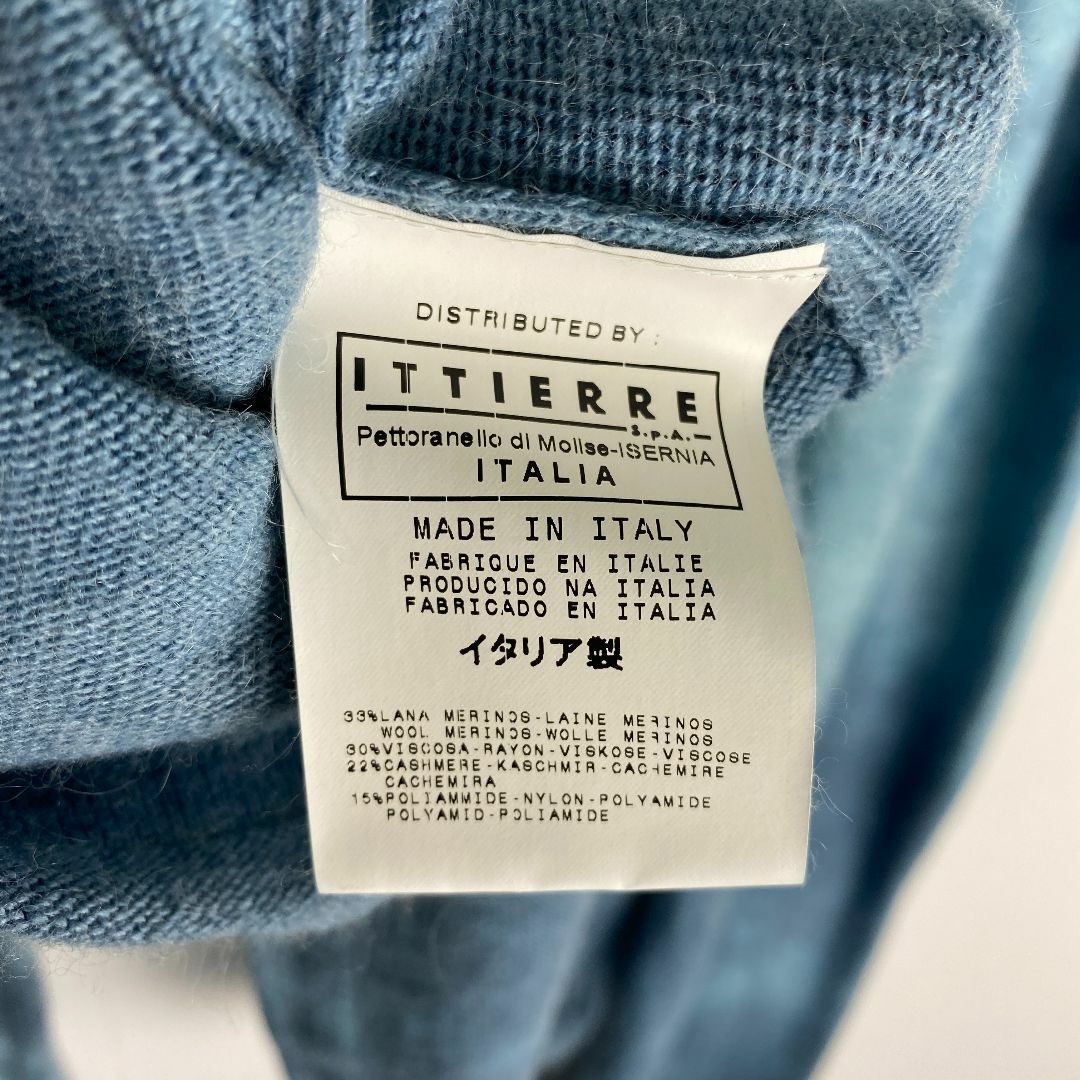 DISTRIBUTED BY :
ITTIERRE
S.p.A.
Pettoranello di Molise-ISERNIA
ITALIA
MADE IN ITALY
FABRIQUE EN ITALIE
PRODUCIDO NA ITALIA
FABRICADO EN ITALIA
イタリア製
33%LANA MERINOS-LAINE MERINOS
WOOL MERINOS-WOLLE MERINOS
30%VISCOSA-RAYON-VISKOSE-VISCOSE
22%CASHMERE-KASCHMIR-CACHEMIRE
CACHEMIRA
15%POLIAMMIDE-NYLON-POLYAMIDE
POLYAMID-POLIAMIDE